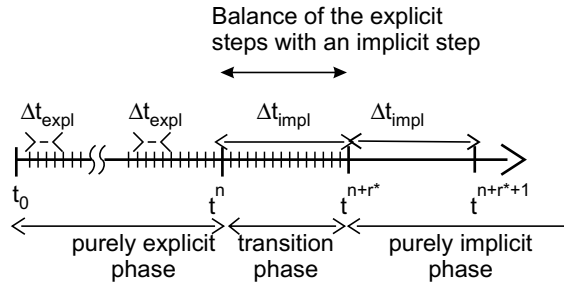 Balance of the explicit
steps with an implicit step
Δt_expl Δt_expl Δt_impl Δt_impl
t_0 t^n t^n+r* t^n+r*+1
purely explicit transition purely implicit
phase phase phase